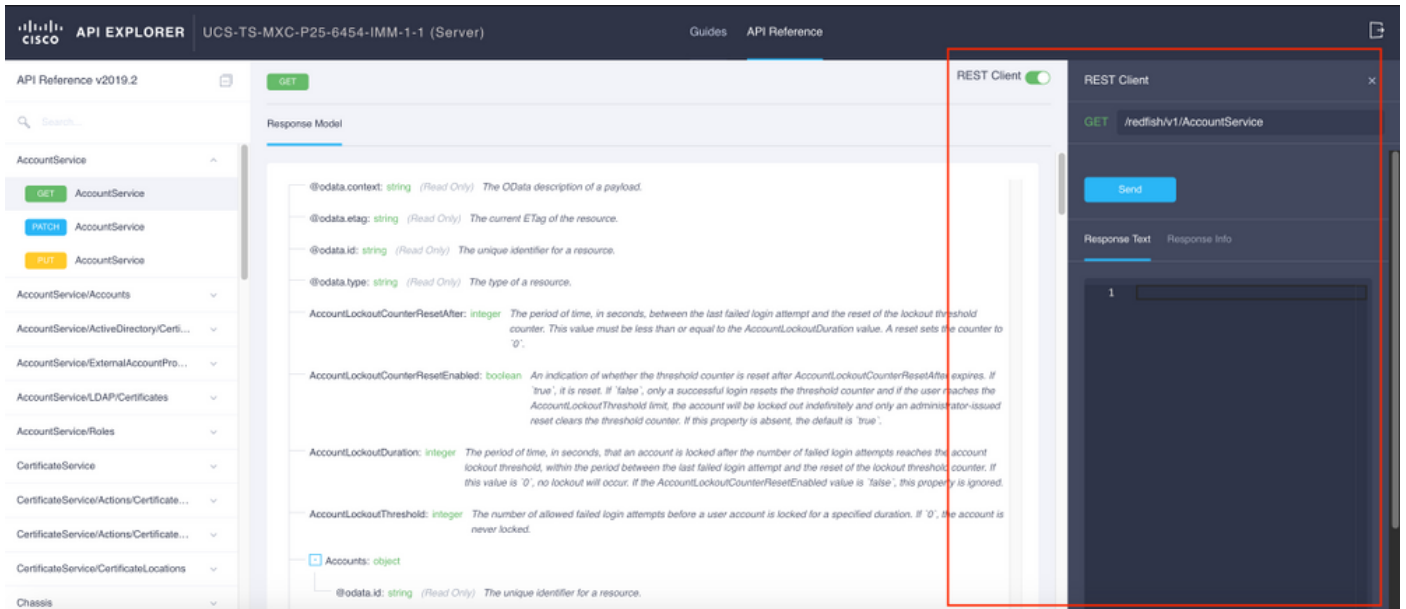 CISCO
API EXPLORER
UCS-TS-MXC-P25-6454-IMM-1-1 (Server)
Guides
API Reference
API Reference v2019.2
Search...
AccountService
GET AccountService
PATCH AccountService
PUT AccountService
AccountService/Accounts
AccountService/ActiveDirectory/Certi...
AccountService/ExternalAccountPro...
AccountService/LDAP/Certificates
AccountService/Roles
CertificateService
CertificateService/Actions/Certificate...
CertificateService/Actions/Certificate...
CertificateService/CertificateLocations
Chassis
GET
REST Client
Response Model
@odata.context: string (Read Only) The OData description of a payload.
@odata.etag: string (Read Only) The current ETag of the resource.
@odata.id: string (Read Only) The unique identifier for a resource.
@odata.type: string (Read Only) The type of a resource.
AccountLockoutCounterResetAfter: integer The period of time, in seconds, between the last failed login attempt and the reset of the lockout threshold
counter. This value must be less than or equal to the AccountLockoutDuration value. A reset sets the counter to
`0`.
AccountLockoutCounterResetEnabled: boolean An indication of whether the threshold counter is reset after AccountLockoutCounterResetAfter expires. If
`true`, it is reset. If `false`, only a successful login resets the threshold counter and if the user reaches the
AccountLockoutThreshold limit, the account will be locked out indefinitely and only an administrator-issued
reset clears the threshold counter. If this property is absent, the default is `true`.
AccountLockoutDuration: integer The period of time, in seconds, that an account is locked after the number of failed login attempts reaches the account
lockout threshold, within the period between the last failed login attempt and the reset of the lockout threshold counter. If
this value is `0`, no lockout will occur. If the AccountLockoutCounterResetEnabled value is `false`, this property is ignored.
AccountLockoutThreshold: integer The number of allowed failed login attempts before a user account is locked for a specified duration. If `0`, the account is
never locked.
Accounts: object
@odata.id: string (Read Only) The unique identifier for a resource.
REST Client
GET /redfish/v1/AccountService
Send
Response Text
Response Info
1